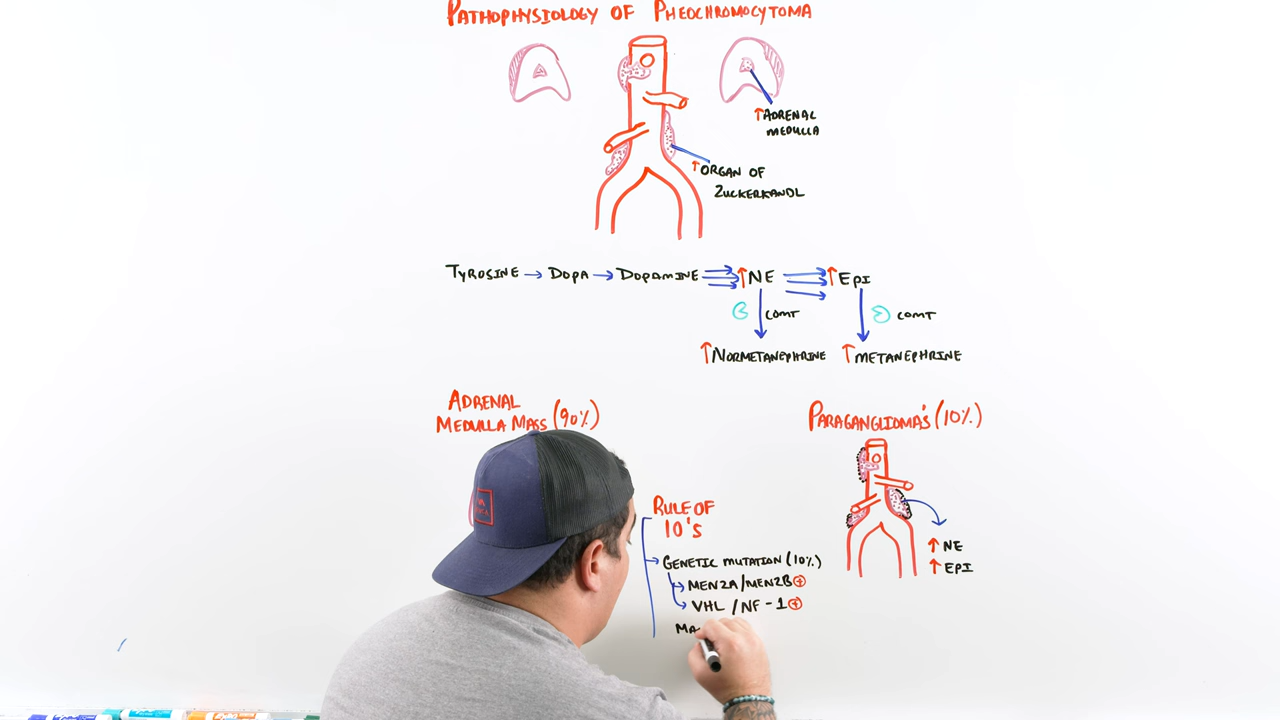 PATHOPHYSIOLOGY OF PHEOCHROMOCYTOMA
↑ADRENAL
MEDULLA
↑ORGAN OF
ZUCKERKANDL
TYROSINE → DOPA → DOPAMINE ↑NE ↑EPI
COMT COMT
↑NORMETANEPHRINE ↑METANEPHRINE
ADRENAL
MEDULLA MASS (90%)
PARAGANGLIOMA'S (10%)
RULE OF
10'S
GENETIC MUTATION (10%)
MEN2A/MEN2B+
VHL / NF-1+
MA
↑ NE
↑ EPI